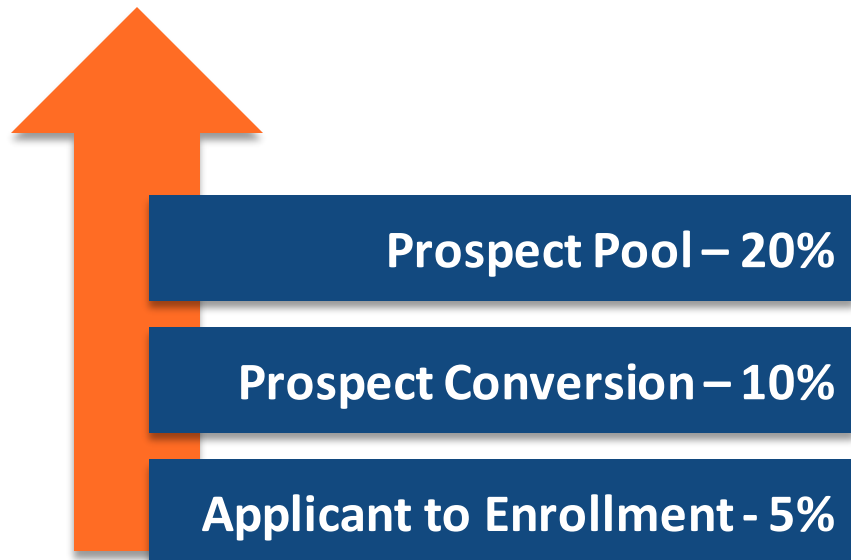 Prospect Pool – 20%
Prospect Conversion – 10%
Applicant to Enrollment - 5%